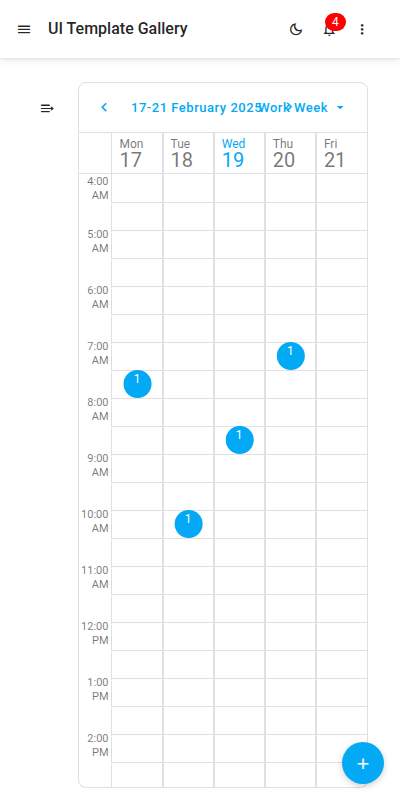 UI Template Gallery
4
17-21 February 2025
Work Week
Mon Tue Wed Thu Fri
17 18 19 20 21
4:00
AM
5:00
AM
6:00
AM
7:00
AM
1
1
8:00
AM
1
9:00
AM
10:00
AM
1
11:00
AM
12:00
PM
1:00
PM
2:00
PM
+